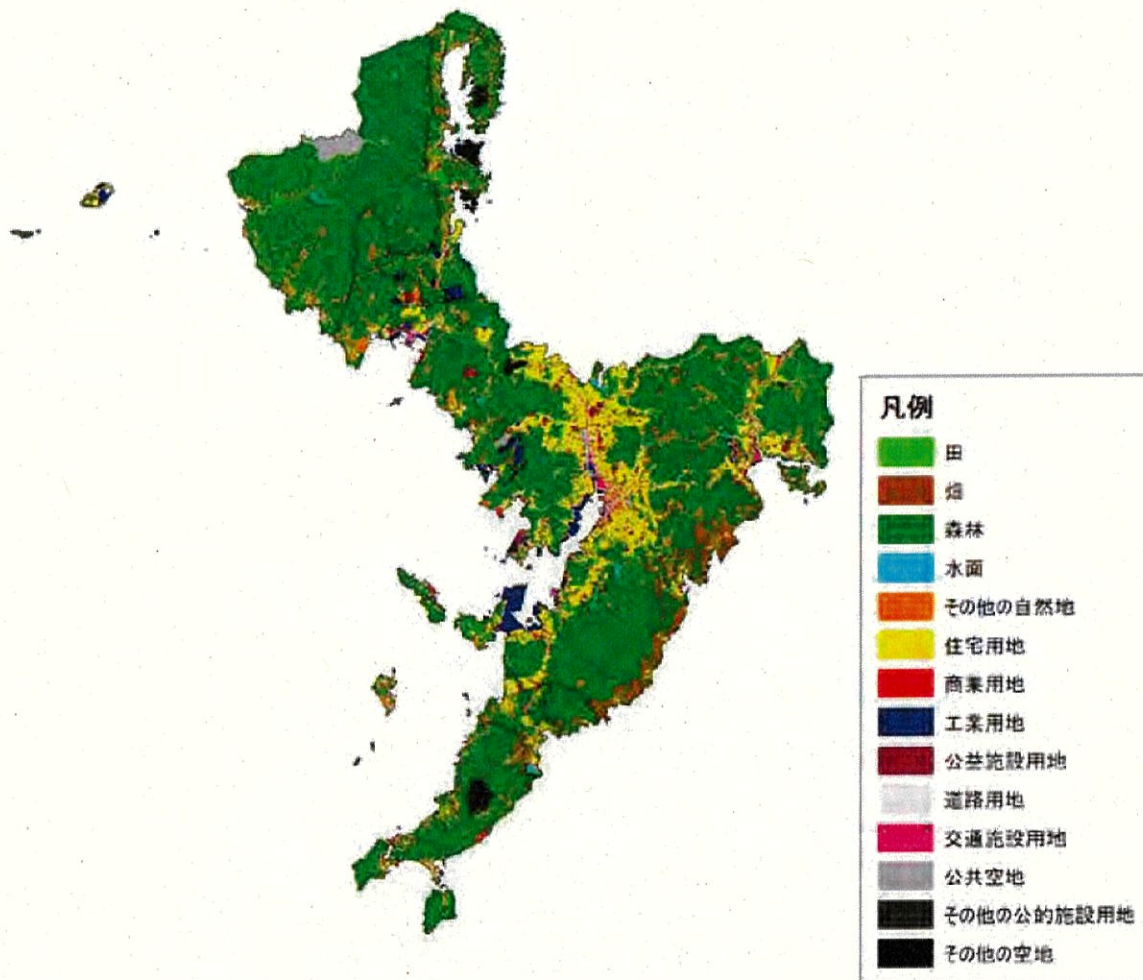 凡例
田
畑
森林
水面
その他の自然地
住宅用地
商業用地
工業用地
公益施設用地
道路用地
交通施設用地
公共空地
その他の公的施設用地
その他の空地